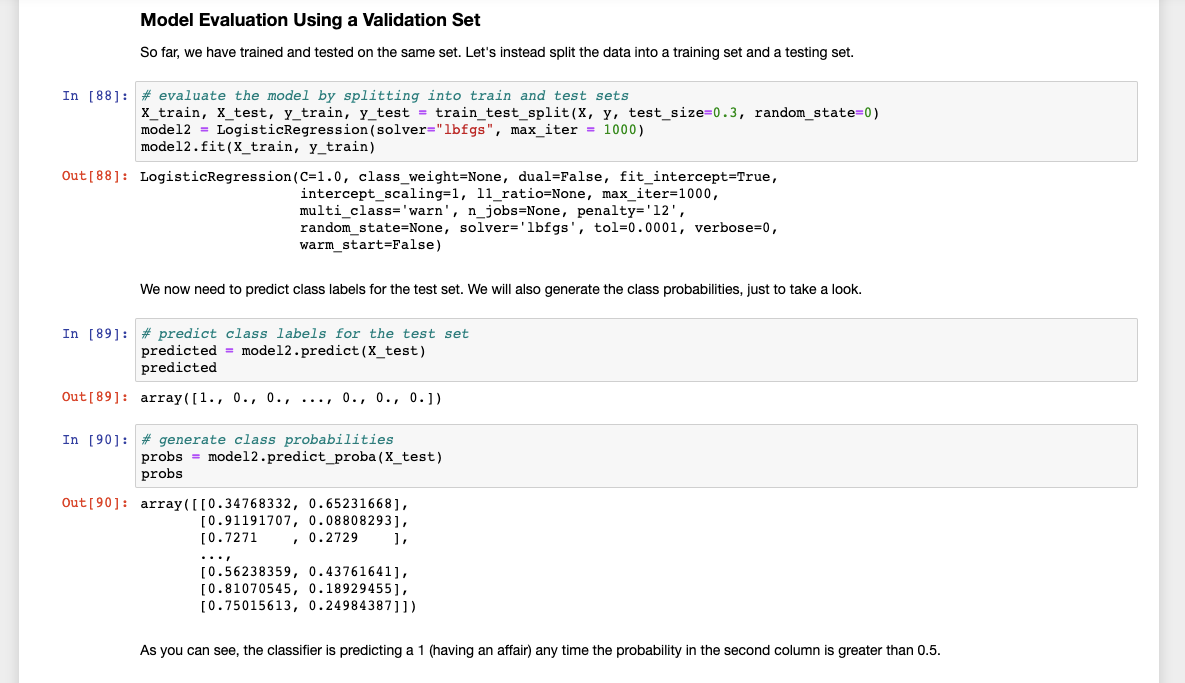 Model Evaluation Using a Validation Set
So far, we have trained and tested on the same set. Let's instead split the data into a training set and a testing set.
In [88]: # evaluate the model by splitting into train and test sets
X_train, X_test, y_train, y_test = train_test_split(X, y, test_size=0.3, random_state=0)
model2 = LogisticRegression(solver="lbfgs", max_iter = 1000)
model2.fit(X_train, y_train)
Out[88]: LogisticRegression(C=1.0, class_weight=None, dual=False, fit_intercept=True,
intercept_scaling=1, l1_ratio=None, max_iter=1000,
multi_class='warn', n_jobs=None, penalty='l2',
random_state=None, solver='lbfgs', tol=0.0001, verbose=0,
warm_start=False)
We now need to predict class labels for the test set. We will also generate the class probabilities, just to take a look.
In [89]: # predict class labels for the test set
predicted = model2.predict(X_test)
predicted
Out[89]: array([1., 0., 0., ..., 0., 0., 0.])
In [90]: # generate class probabilities
probs = model2.predict_proba(X_test)
probs
Out[90]: array([[0.34768332, 0.65231668],
[0.91191707, 0.08808293],
[0.7271    , 0.2729    ],
...,
[0.56238359, 0.43761641],
[0.81070545, 0.18929455],
[0.75015613, 0.24984387]])
As you can see, the classifier is predicting a 1 (having an affair) any time the probability in the second column is greater than 0.5.